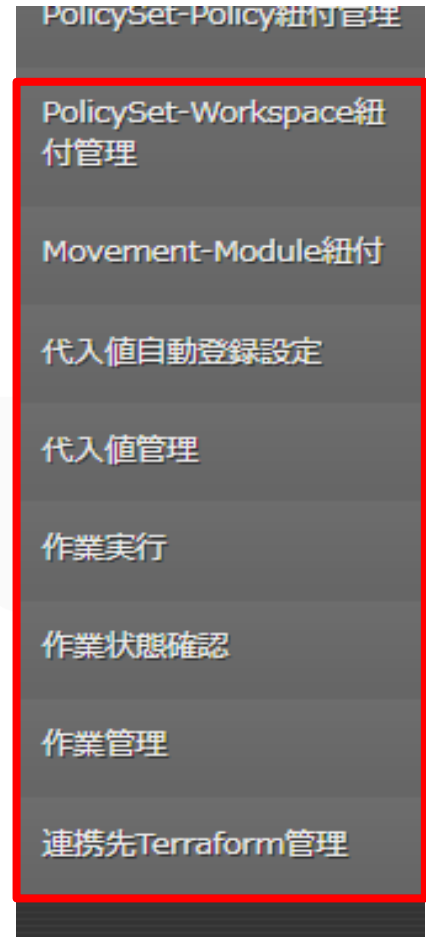 PolicySet-Policy紐付管理
PolicySet-Workspace紐
付管理
Movement-Module紐付
代入値自動登録設定
代入値管理
作業実行
作業状態確認
作業管理
連携先Terraform管理